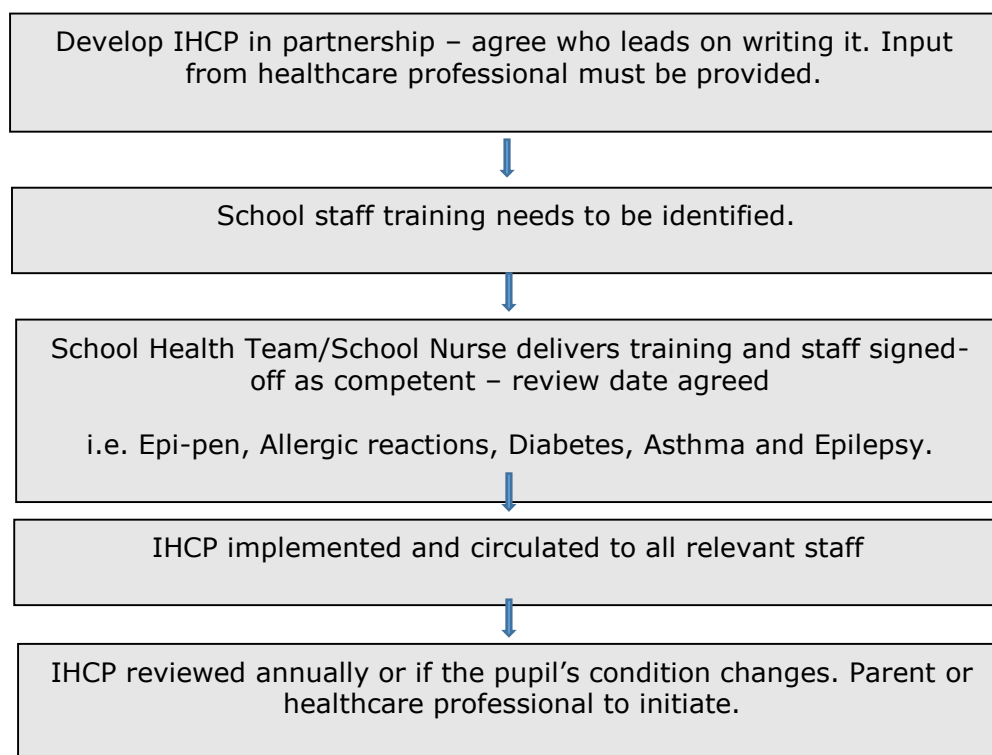 Develop IHCP in partnership – agree who leads on writing it. Input
from healthcare professional must be provided.
School staff training needs to be identified.
School Health Team/School Nurse delivers training and staff signed-
off as competent – review date agreed
i.e. Epi-pen, Allergic reactions, Diabetes, Asthma and Epilepsy.
IHCP implemented and circulated to all relevant staff
IHCP reviewed annually or if the pupil’s condition changes. Parent or
healthcare professional to initiate.